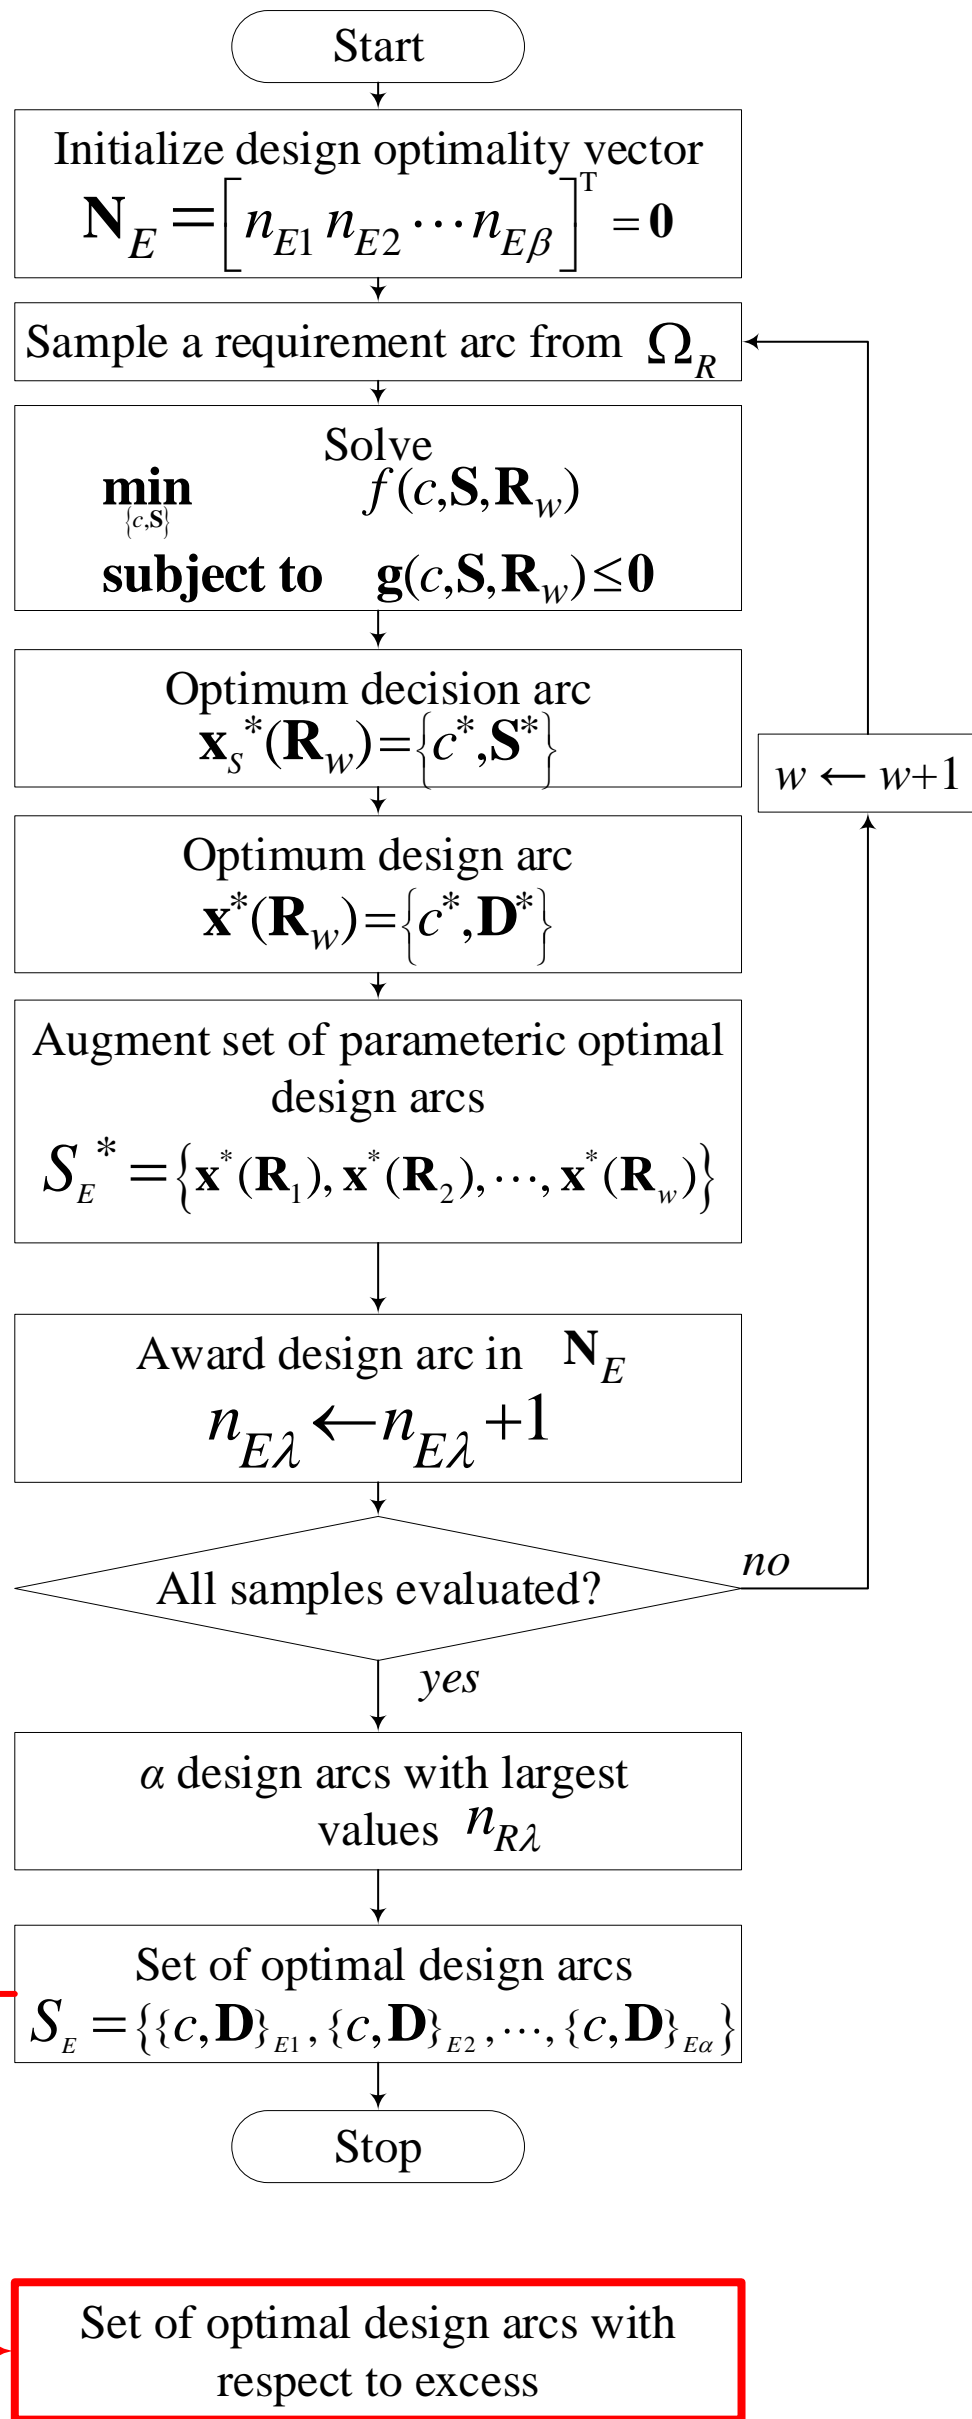 Start
Initialize design optimality vector
N_E = [n_E1 n_E2 ⋯ n_Eβ]^T = 0
Sample a requirement arc from Ω_R
Solve
min f(c,S,R_w)
{c,S}
subject to g(c,S,R_w) ≤ 0
Optimum decision arc
x_s*(R_w) = {c*,S*}
w ← w+1
Optimum design arc
x*(R_w) = {c*,D*}
Augment set of parameteric optimal
design arcs
S_E* = {x*(R_1), x*(R_2), ⋯, x*(R_w)}
Award design arc in N_E
n_Eλ ← n_Eλ +1
no
All samples evaluated?
yes
α design arcs with largest
values n_Rλ
Set of optimal design arcs
S_E = {{c,D}_E1, {c,D}_E2, ⋯, {c,D}_Eα}
Stop
Set of optimal design arcs with
respect to excess